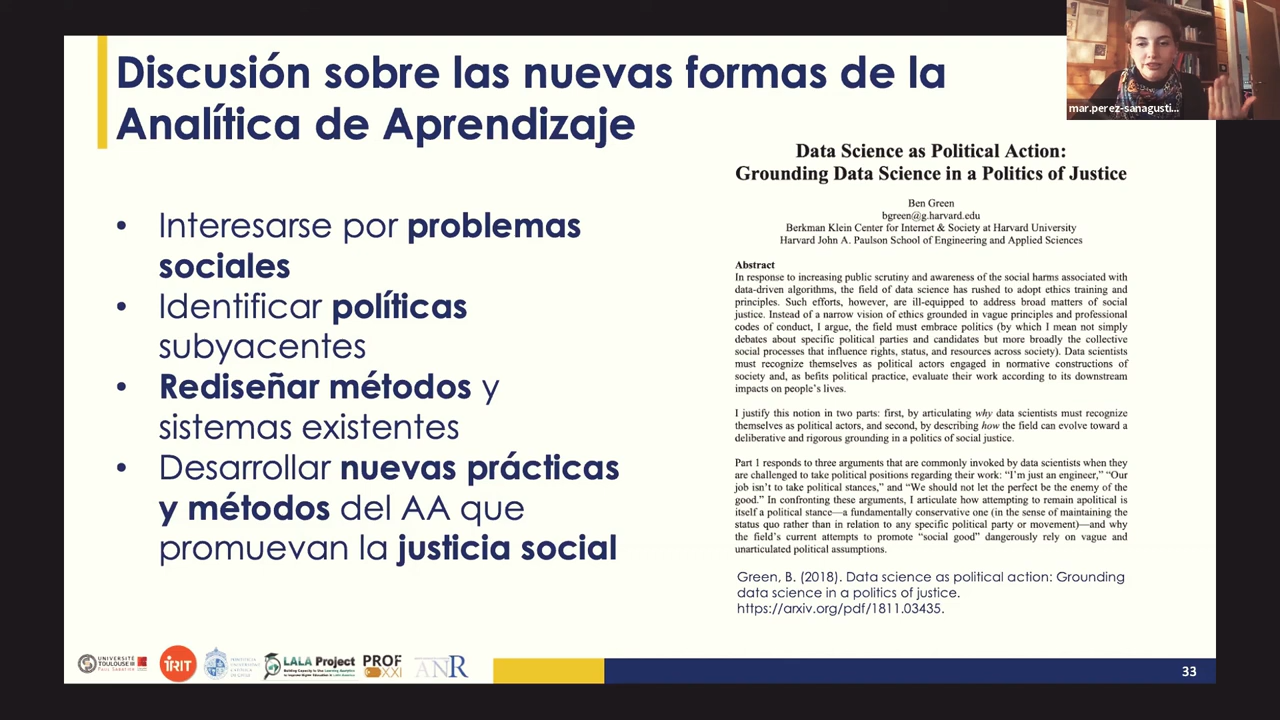 Discusión sobre las nuevas formas de la
Analítica de Aprendizaje
mar.perez-sanagusti...
• Interesarse por problemas
sociales
• Identificar políticas
subyacentes
• Rediseñar métodos y
sistemas existentes
• Desarrollar nuevas prácticas
y métodos del AA que
promuevan la justicia social
Data Science as Political Action:
Grounding Data Science in a Politics of Justice
Ben Green
bgreen@g.harvard.edu
Berkman Klein Center for Internet & Society at Harvard University
Harvard John A. Paulson School of Engineering and Applied Sciences
Abstract
In response to increasing public scrutiny and awareness of the social harms associated with
data-driven algorithms, the field of data science has rushed to adopt ethics training and
principles. Such efforts, however, are ill-equipped to address broad matters of social
justice. Instead of a narrow vision of ethics grounded in vague principles and professional
codes of conduct, I argue, the field must embrace politics (by which I mean not simply
debates about specific political parties and candidates but more broadly the collective
social processes that influence rights, status, and resources across society). Data scientists
must recognize themselves as political actors engaged in normative constructions of
society and, as befits political practice, evaluate their work according to its downstream
impacts on people's lives.
I justify this notion in two parts: first, by articulating why data scientists must recognize
themselves as political actors, and second, by describing how the field can evolve toward a
deliberative and rigorous grounding in a politics of social justice.
Part 1 responds to three arguments that are commonly invoked by data scientists when they
are challenged to take political positions regarding their work: “I'm just an engineer,” “Our
job isn't to take political stances,” and “We should not let the perfect be the enemy of the
good.” In confronting these arguments, I articulate how attempting to remain apolitical is
itself a political stance—a fundamentally conservative one (in the sense of maintaining the
status quo rather than in relation to any specific political party or movement)—and why
the field's current attempts to promote “social good” dangerously rely on vague and
unarticulated political assumptions.
Green, B. (2018). Data science as political action: Grounding
data science in a politics of justice.
https://arxiv.org/pdf/1811.03435.
UNIVERSITÉ
TOULOUSE III
PAUL SABATIER
IRIT
LALA Project
PROF
XXI
ANR
33